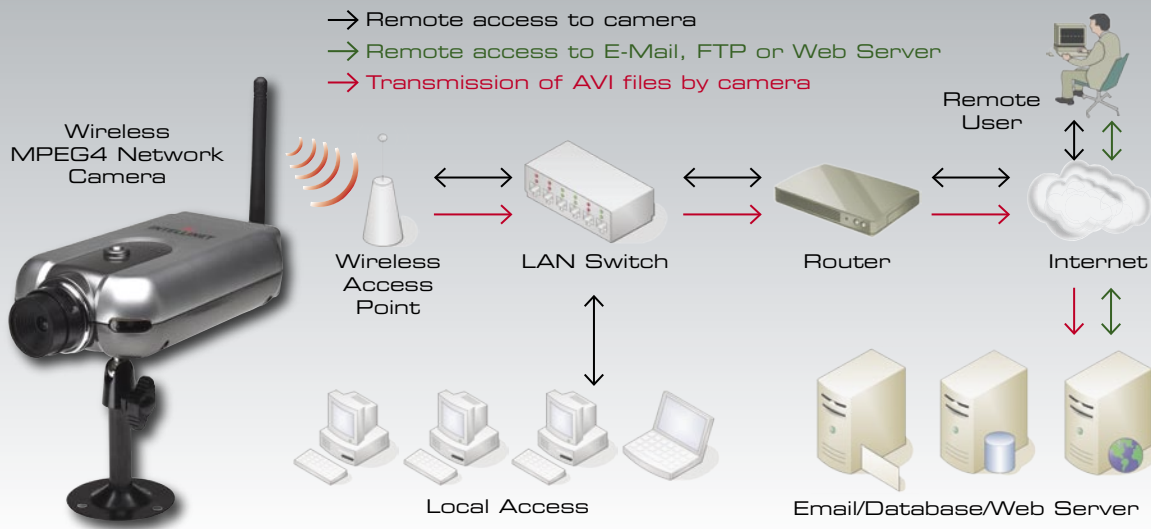 Remote access to camera
Remote access to E-Mail, FTP or Web Server
Transmission of AVI files by camera
Remote
User
Wireless
MPEG4 Network
Camera
INTELLINET
Wireless
Access
Point
LAN Switch
Router
Internet
Local Access
Email/Database/Web Server